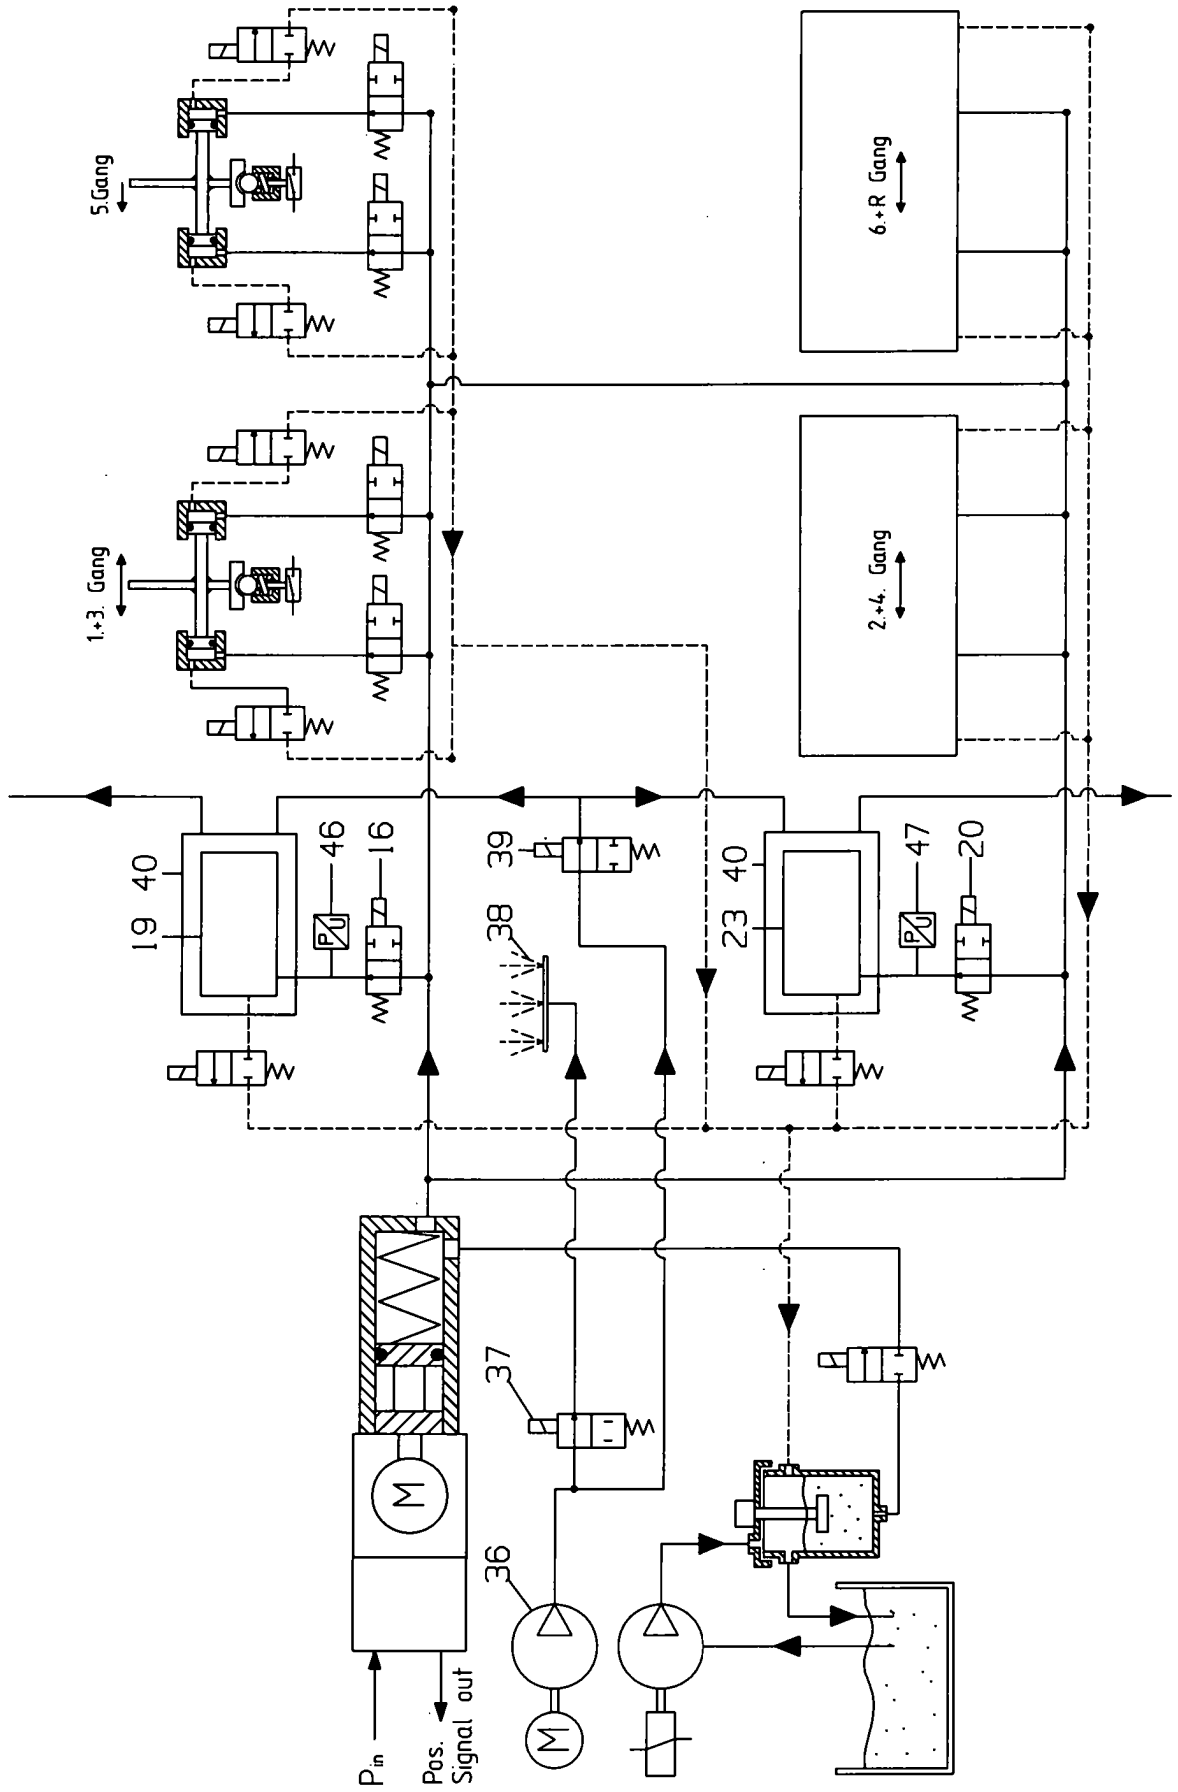 5.Gang
6.+R Gang
1.+3. Gang
2.+4. Gang
19
40
46
16
39
38
23
40
47
20
37
M
36
M
P/U
P/U
Pin
Pos.
Signal out